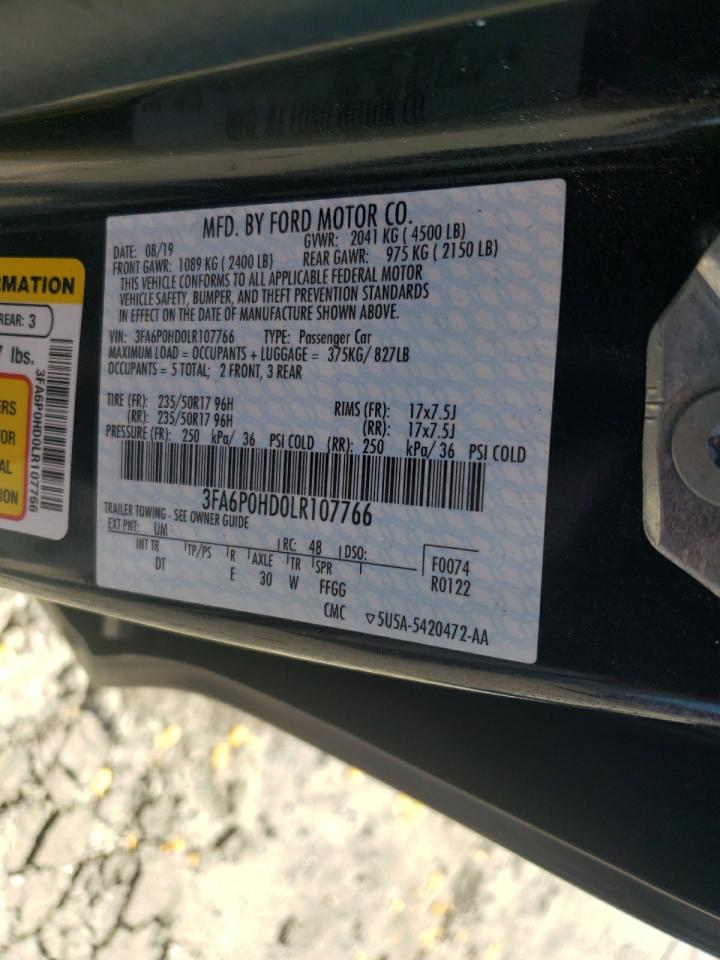 MFD. BY FORD MOTOR CO.
DATE: 08/19 GVWR: 2041 KG ( 4500 LB)
FRONT GAWR: 1089 KG ( 2400 LB) REAR GAWR: 975 KG ( 2150 LB)
THIS VEHICLE CONFORMS TO ALL APPLICABLE FEDERAL MOTOR
VEHICLE SAFETY, BUMPER, AND THEFT PREVENTION STANDARDS
IN EFFECT ON THE DATE OF MANUFACTURE SHOWN ABOVE.
VIN: 3FA6P0HD0LR107766 TYPE: Passenger Car
MAXIMUM LOAD = OCCUPANTS + LUGGAGE = 375KG/ 827LB
OCCUPANTS = 5 TOTAL; 2 FRONT, 3 REAR
TIRE (FR): 235/50R17 96H RIMS (FR): 17x7.5J
(RR): 235/50R17 96H (RR): 17x7.5J
PRESSURE (FR): 250 kPa/ 36 PSI COLD (RR): 250 kPa/ 36 PSI COLD
3FA6P0HD0LR107766
TRAILER TOWING - SEE OWNER GUIDE
EXT PNT: UM RC: 48 DSO:
INT TR TP/PS R AXLE TR SPR
DT E 30 W FFGG
F0074
R0122
CMC ▽5U5A-5420472-AA
RMATION
REAR: 3
7 lbs.
ERS
FOR
AL
ION
3FA6P0HD0LR107766